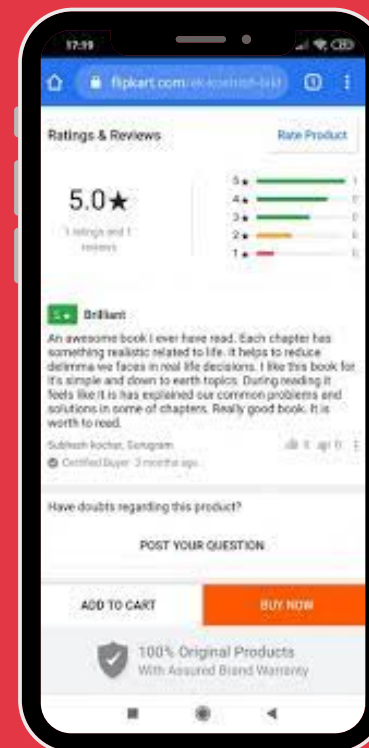 17:19
flipkart.com/
1
Ratings & Reviews
Rate Product
5.0★
1 ratings and 1
reviews
5★ 1
4★ 0
3★ 0
2★ 0
1★ 0
5★ Brilliant
An awesome book I ever have read. Each chapter has
something realistic related to life. It helps to reduce
delimma we faces in real life decisions. I like this book for
it's simple and down to earth topics. During reading it
feels like it is has explained our common problems and
solutions in some of chapters. Really good book. It is
worth to read.
Subhash kochar, Gurugram
Certified Buyer 3 months ago
Have doubts regarding this product?
POST YOUR QUESTION
ADD TO CART
BUY NOW
100% Original Products
With Assured Brand Warranty